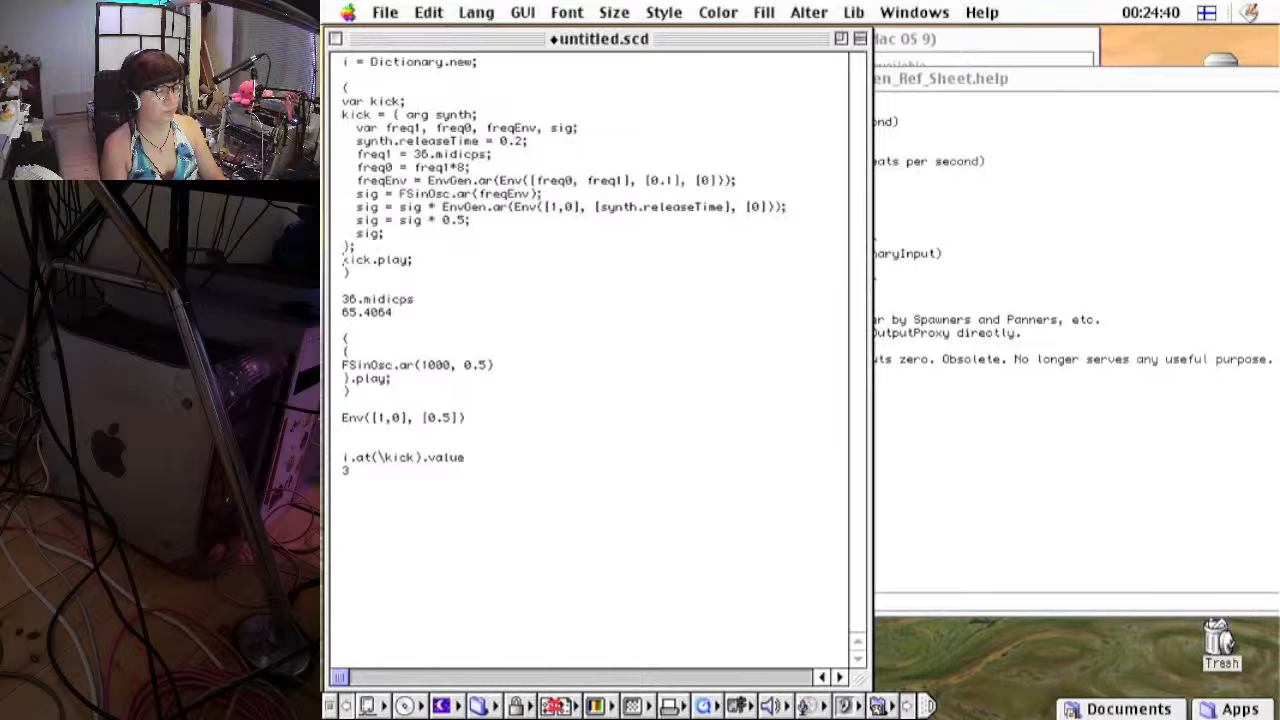 File Edit Lang GUI Font Size Style Color Fill Alter Lib Windows Help 00:24:40
♦untitled.scd
i = Dictionary.new;
(
var kick;
kick = { arg synth;
var freq1, freq0, freqEnv, sig;
synth.releaseTime = 0.2;
freq1 = 36.midicps;
freq0 = freq1*8;
freqEnv = EnvGen.ar(Env([freq0, freq1], [0.1], [0]));
sig = FSinOsc.ar(freqEnv);
sig = sig * EnvGen.ar(Env([1,0], [synth.releaseTime], [0]));
sig = sig * 0.5;
sig;
};
kick.play;
)
36.midicps
65.4064
(
{
FSinOsc.ar(1000, 0.5)
}.play;
)
Env([1,0], [0.5])
i.at(\kick).value
3
ac OS 9)
available
en_Ref_Sheet.help
ond)
eats per second)
naryInput)
er by Spawners and Panners, etc.
OutputProxy directly.
uts zero. Obsolete. No longer serves any useful purpose.
Trash
Documents
Apps